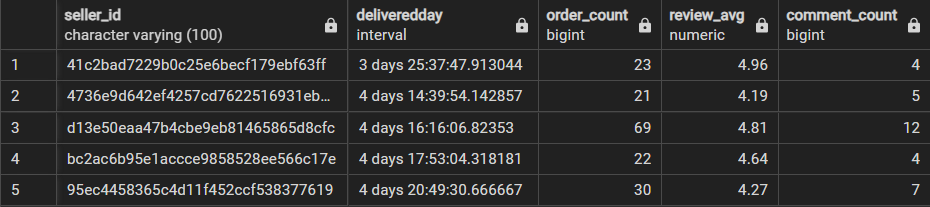 seller_id deliveredday order_count review_avg comment_count
character varying (100) interval bigint numeric bigint
1 41c2bad7229b0c25e6becf179ebf63ff 3 days 25:37:47.913044 23 4.96 4
2 4736e9d642ef4257cd7622516931eb... 4 days 14:39:54.142857 21 4.19 5
3 d13e50eaa47b4cbe9eb81465865d8cfc 4 days 16:16:06.82353 69 4.81 12
4 bc2ac6b95e1accce9858528ee566c17e 4 days 17:53:04.318181 22 4.64 4
5 95ec4458365c4d11f452ccf538377619 4 days 20:49:30.666667 30 4.27 7